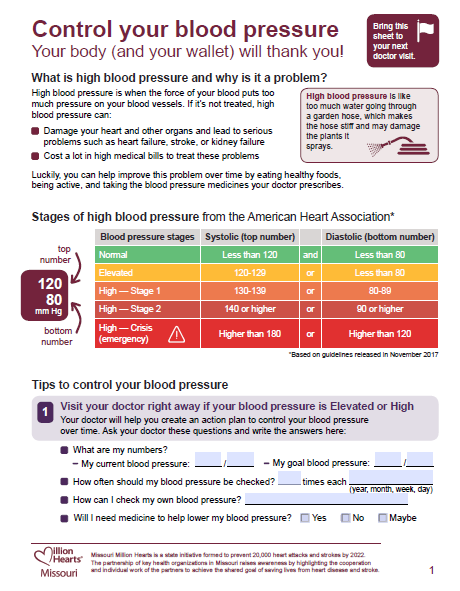 Control your blood pressure
Your body (and your wallet) will thank you!
Bring this
sheet to
your next
doctor visit.
What is high blood pressure and why is it a problem?
High blood pressure is when the force of your blood puts too
much pressure on your blood vessels. If it's not treated, high
blood pressure can:
Damage your heart and other organs and lead to serious
problems such as heart failure, stroke, or kidney failure
Cost a lot in high medical bills to treat these problems
High blood pressure is like
too much water going through
a garden hose, which makes
the hose stiff and may damage
the plants it
sprays.
Luckily, you can help improve this problem over time by eating healthy foods,
being active, and taking the blood pressure medicines your doctor prescribes.
Stages of high blood pressure from the American Heart Association*
top
number
120
80
mm Hg
bottom
number
Blood pressure stages Systolic (top number) Diastolic (bottom number)
Normal Less than 120 and Less than 80
Elevated 120-129 or Less than 80
High — Stage 1 130-139 or 80-89
High — Stage 2 140 or higher or 90 or higher
High — Crisis
(emergency) Higher than 180 or Higher than 120
*Based on guidelines released in November 2017
Tips to control your blood pressure
1 Visit your doctor right away if your blood pressure is Elevated or High
Your doctor will help you create an action plan to control your blood pressure
over time. Ask your doctor these questions and write the answers here:
What are my numbers?
– My current blood pressure: / – My goal blood pressure: /
How often should my blood pressure be checked? times each
(year, month, week, day)
How can I check my own blood pressure?
Will I need medicine to help lower my blood pressure? Yes No Maybe
Million
Hearts®
Missouri
Missouri Million Hearts is a state initiative formed to prevent 20,000 heart attacks and strokes by 2022.
The partnership of key health organizations in Missouri raises awareness by highlighting the cooperation
and individual work of the partners to achieve the shared goal of saving lives from heart disease and stroke.
1